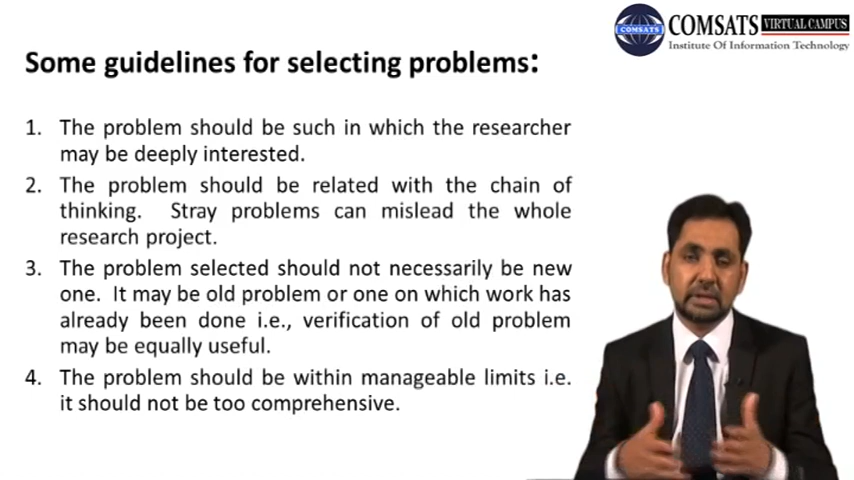 COMSATS VIRTUAL CAMPUS
COMSATS
Institute Of Information Technology
Some guidelines for selecting problems:
1. The problem should be such in which the researcher
may be deeply interested.
2. The problem should be related with the chain of
thinking. Stray problems can mislead the whole
research project.
3. The problem selected should not necessarily be new
one. It may be old problem or one on which work has
already been done i.e., verification of old problem
may be equally useful.
4. The problem should be within manageable limits i.e.
it should not be too comprehensive.